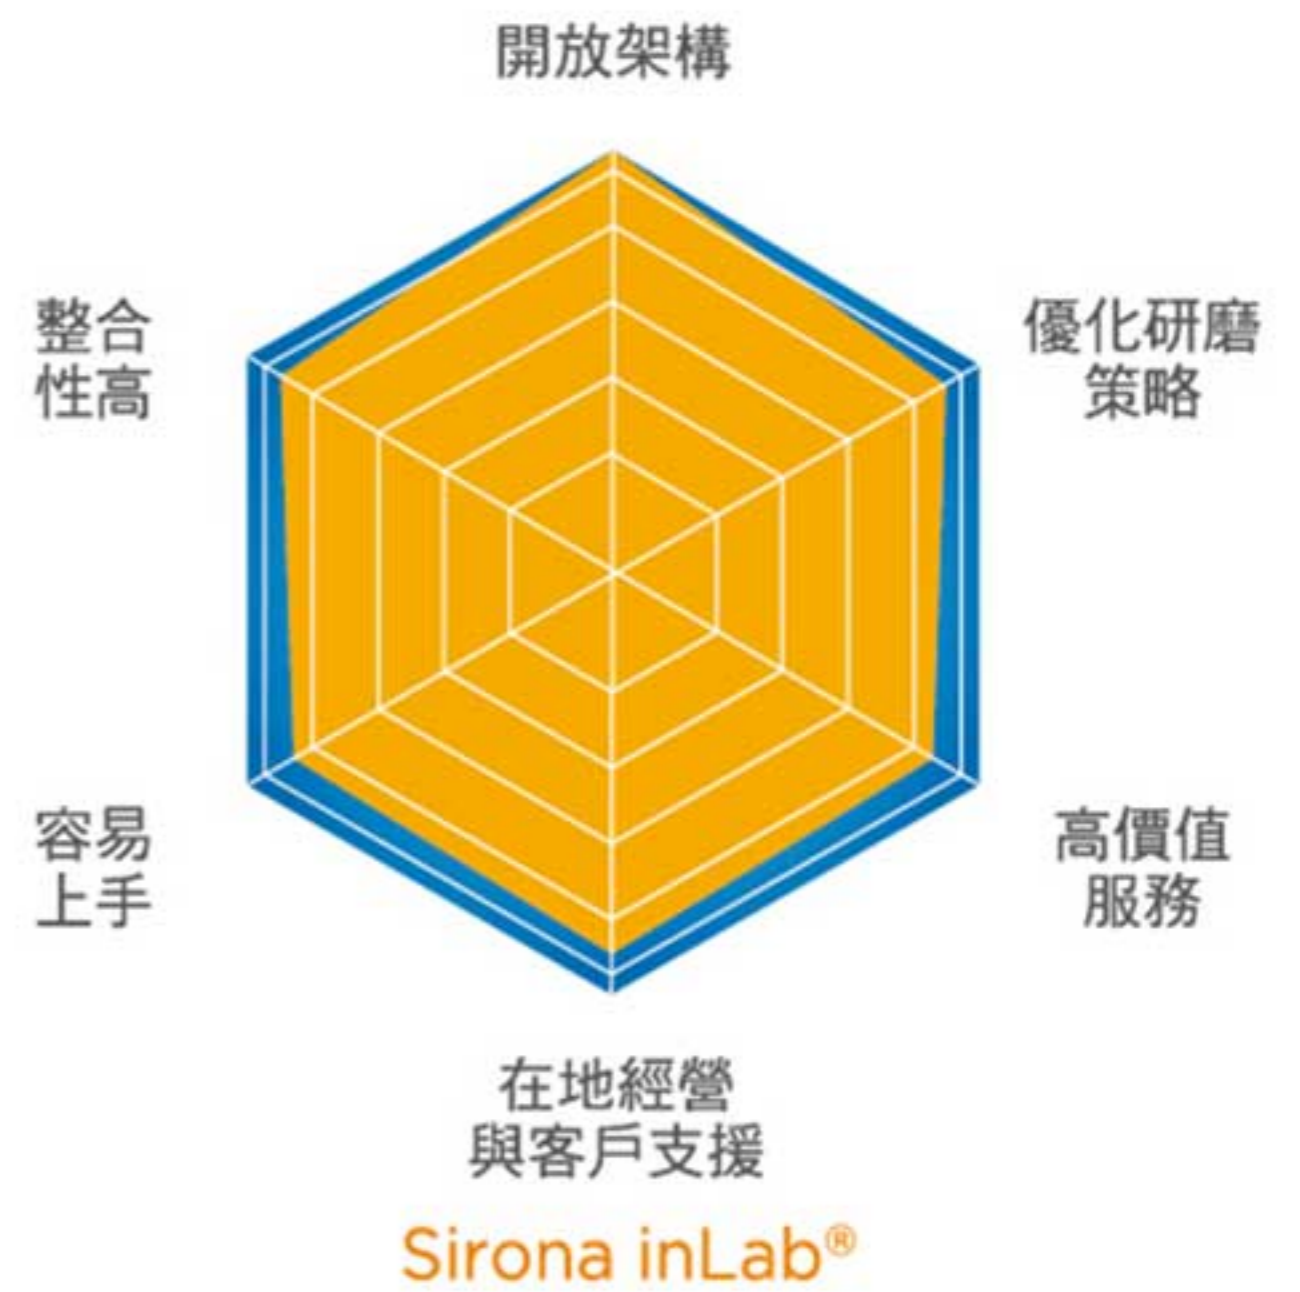 開放架構
整合
性高
優化研磨
策略
容易
上手
高價值
服務
在地經營
與客戶支援
Sirona inLab®